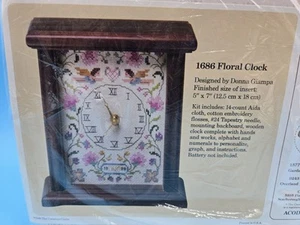 1686 Floral Clock
Designed by Donna Giampa
Finished size of insert:
5" x 7" (12.5 cm x 18 cm)
Kit includes: 14-count Aida
cloth, cotton embroidery
flosses, #24 Tapestry needle,
mounting backboard, wooden
clock complete with hands
and works, alphabet and
numerals to personalize,
graph, and instructions.
Battery not included.